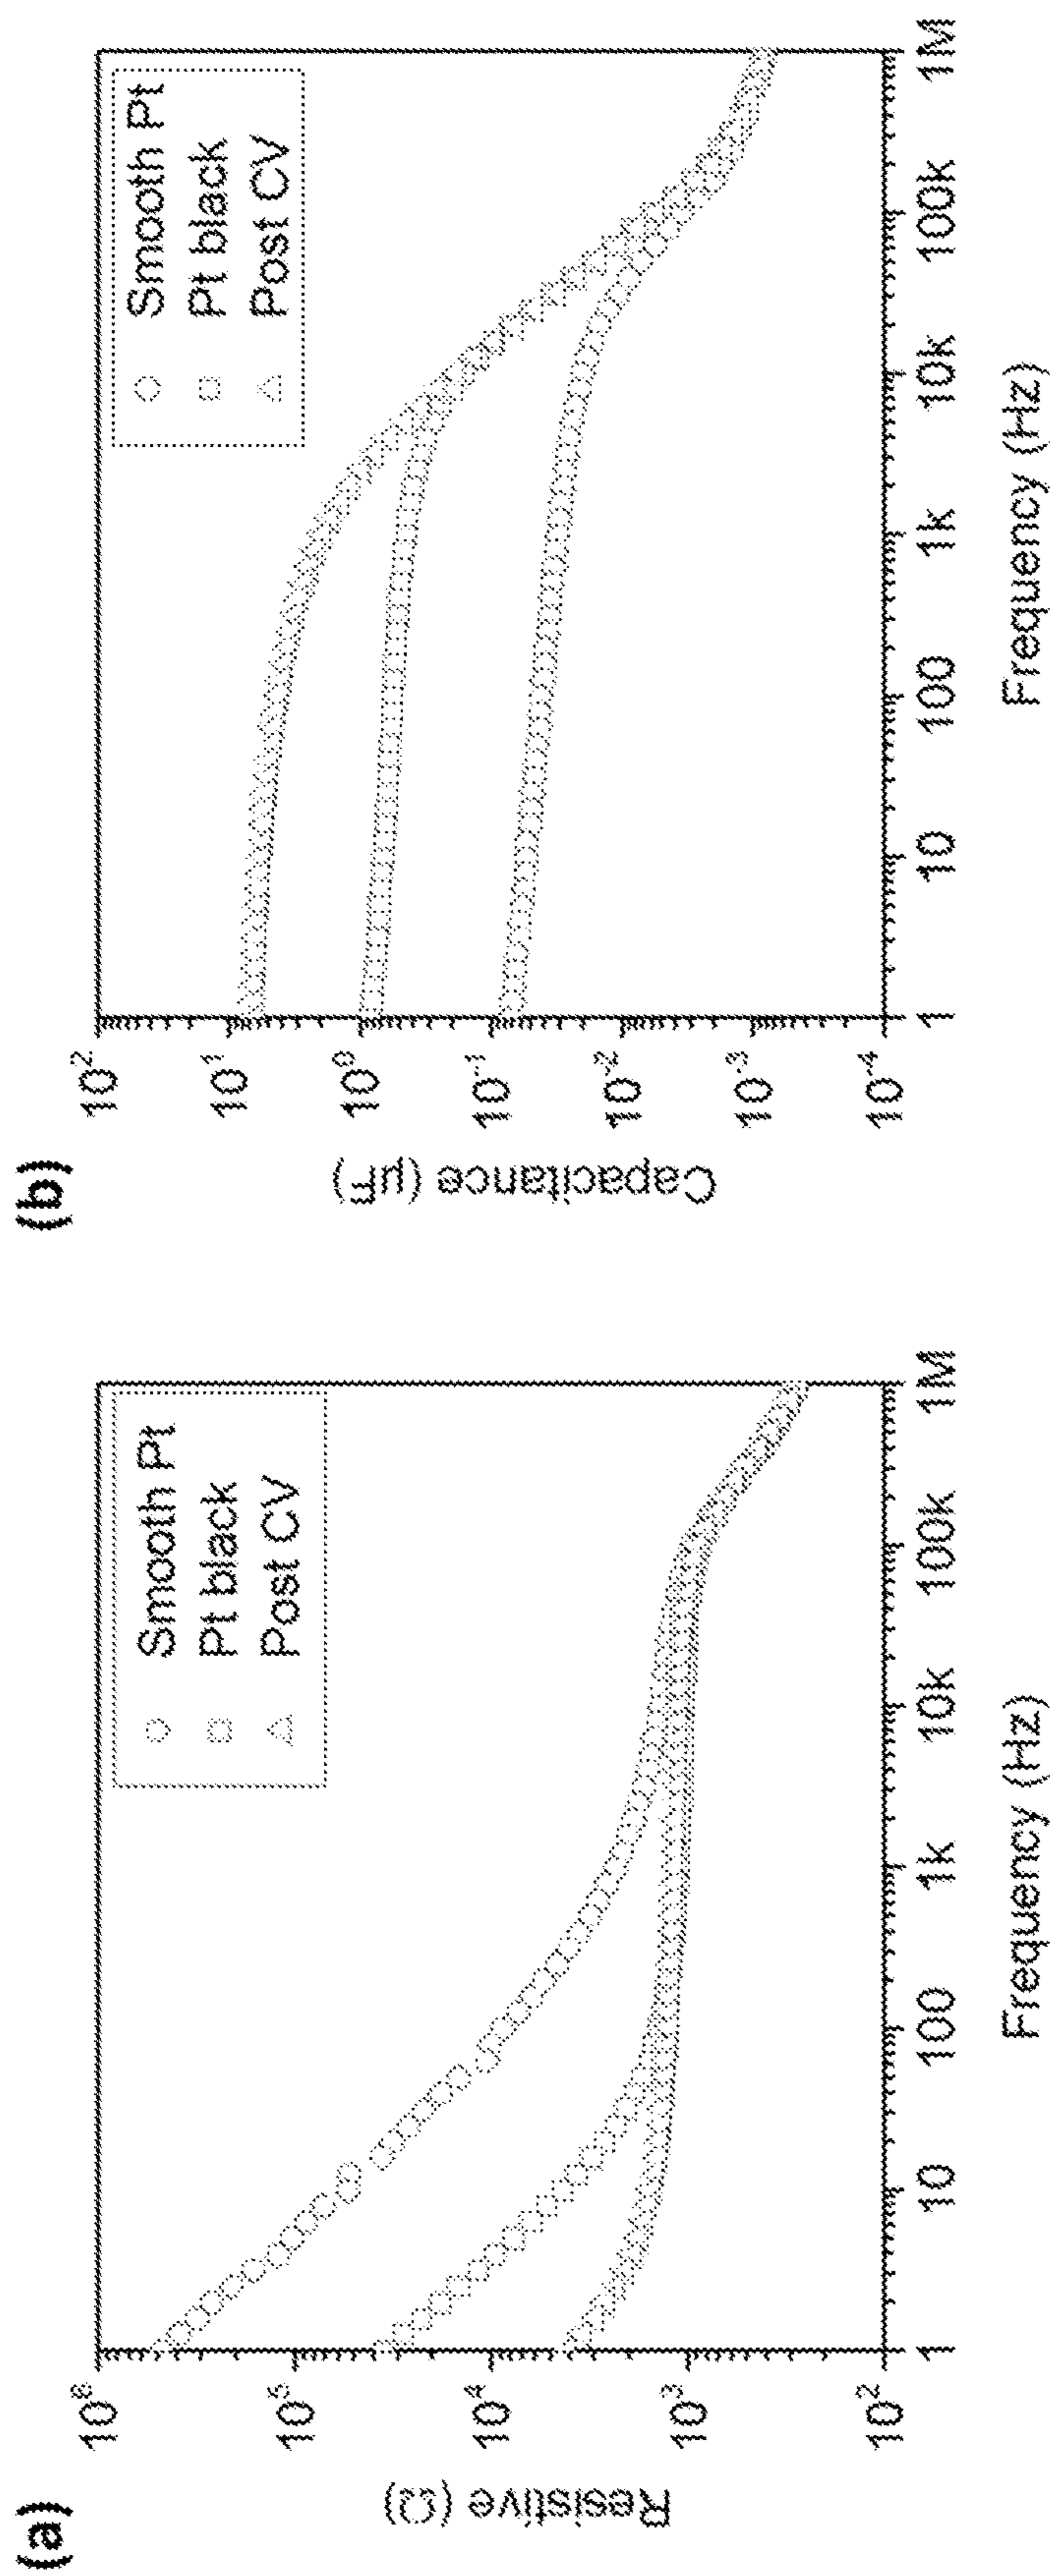 (a)
Resistive (Ω)
10⁶
10⁵
10⁴
10³
10²
Smooth Pt
Pt black
Post CV
1
10
100
1k
10k
100k
1M
Frequency (Hz)
(b)
Capacitance (μF)
10²
10¹
10⁰
10⁻¹
10⁻²
10⁻³
10⁻⁴
Smooth Pt
Pt black
Post CV
1
10
100
1k
10k
100k
1M
Frequency (Hz)